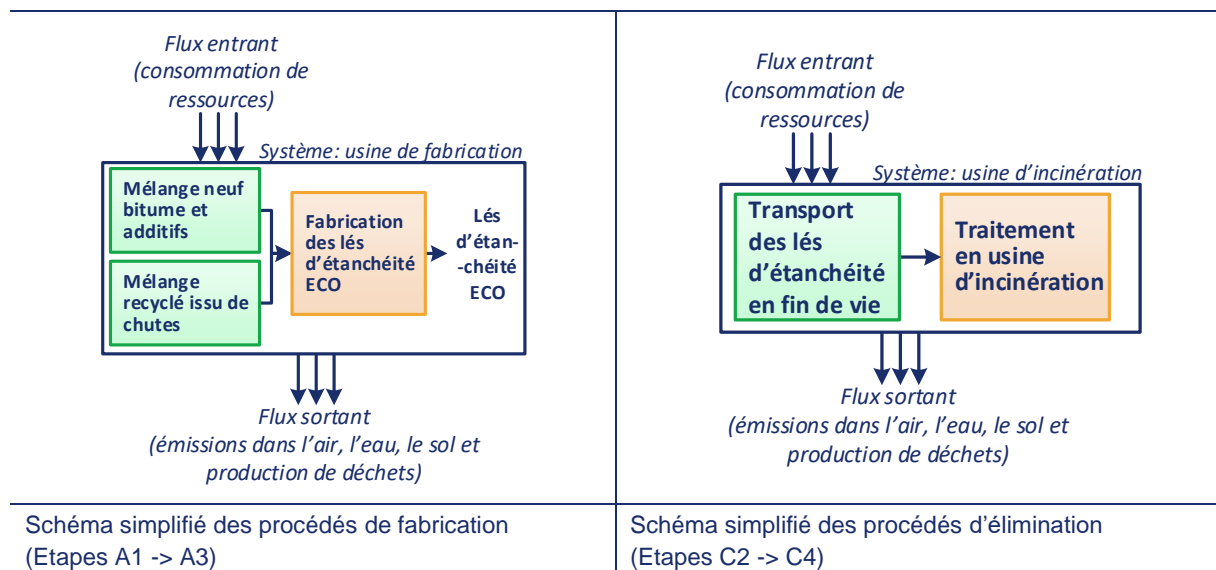 Flux entrant
(consommation de
ressources)
Système: usine de fabrication
Mélange neuf
bitume et
additifs
Mélange
recyclé issu de
chutes
Fabrication
des lés
d'étanchéité
ECO
Lés
d'étan-
-chéité
ECO
Flux sortant
(émissions dans l'air, l'eau, le sol et
production de déchets)
Schéma simplifié des procédés de fabrication
(Etapes A1 -> A3)
Flux entrant
(consommation de
ressources)
Système: usine d'incinération
Transport
des lés
d'étanchéité
en fin de vie
Traitement
en usine
d'incinération
Flux sortant
(émissions dans l'air, l'eau, le sol et
production de déchets)
Schéma simplifié des procédés d'élimination
(Etapes C2 -> C4)